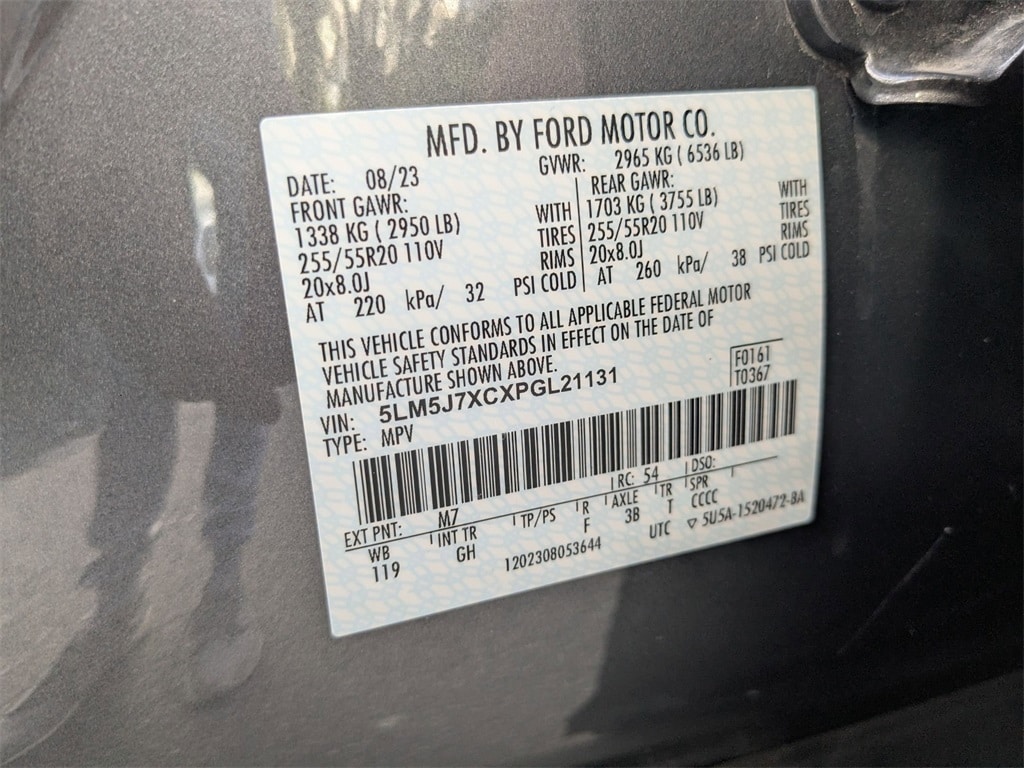 MFD. BY FORD MOTOR CO.
DATE: 08/23 GVWR: 2965 KG ( 6536 LB)
FRONT GAWR: REAR GAWR:
1338 KG ( 2950 LB) WITH 1703 KG ( 3755 LB) WITH
255/55R20 110V TIRES 255/55R20 110V TIRES
20x8.0J RIMS 20x8.0J RIMS
AT 220 kPa/ 32 PSI COLD AT 260 kPa/ 38 PSI COLD
THIS VEHICLE CONFORMS TO ALL APPLICABLE FEDERAL MOTOR
VEHICLE SAFETY STANDARDS IN EFFECT ON THE DATE OF
MANUFACTURE SHOWN ABOVE.
F0161
VIN: 5LM5J7XCXPGL21131
T0367
TYPE: MPV
EXT PNT: M7 RC: 54 DSO:
WB INT TR TP/PS R AXLE TR SPR
119 GH F 3B T CCCC
1202308053644 UTC ▽ 5U5A-1520472-BA